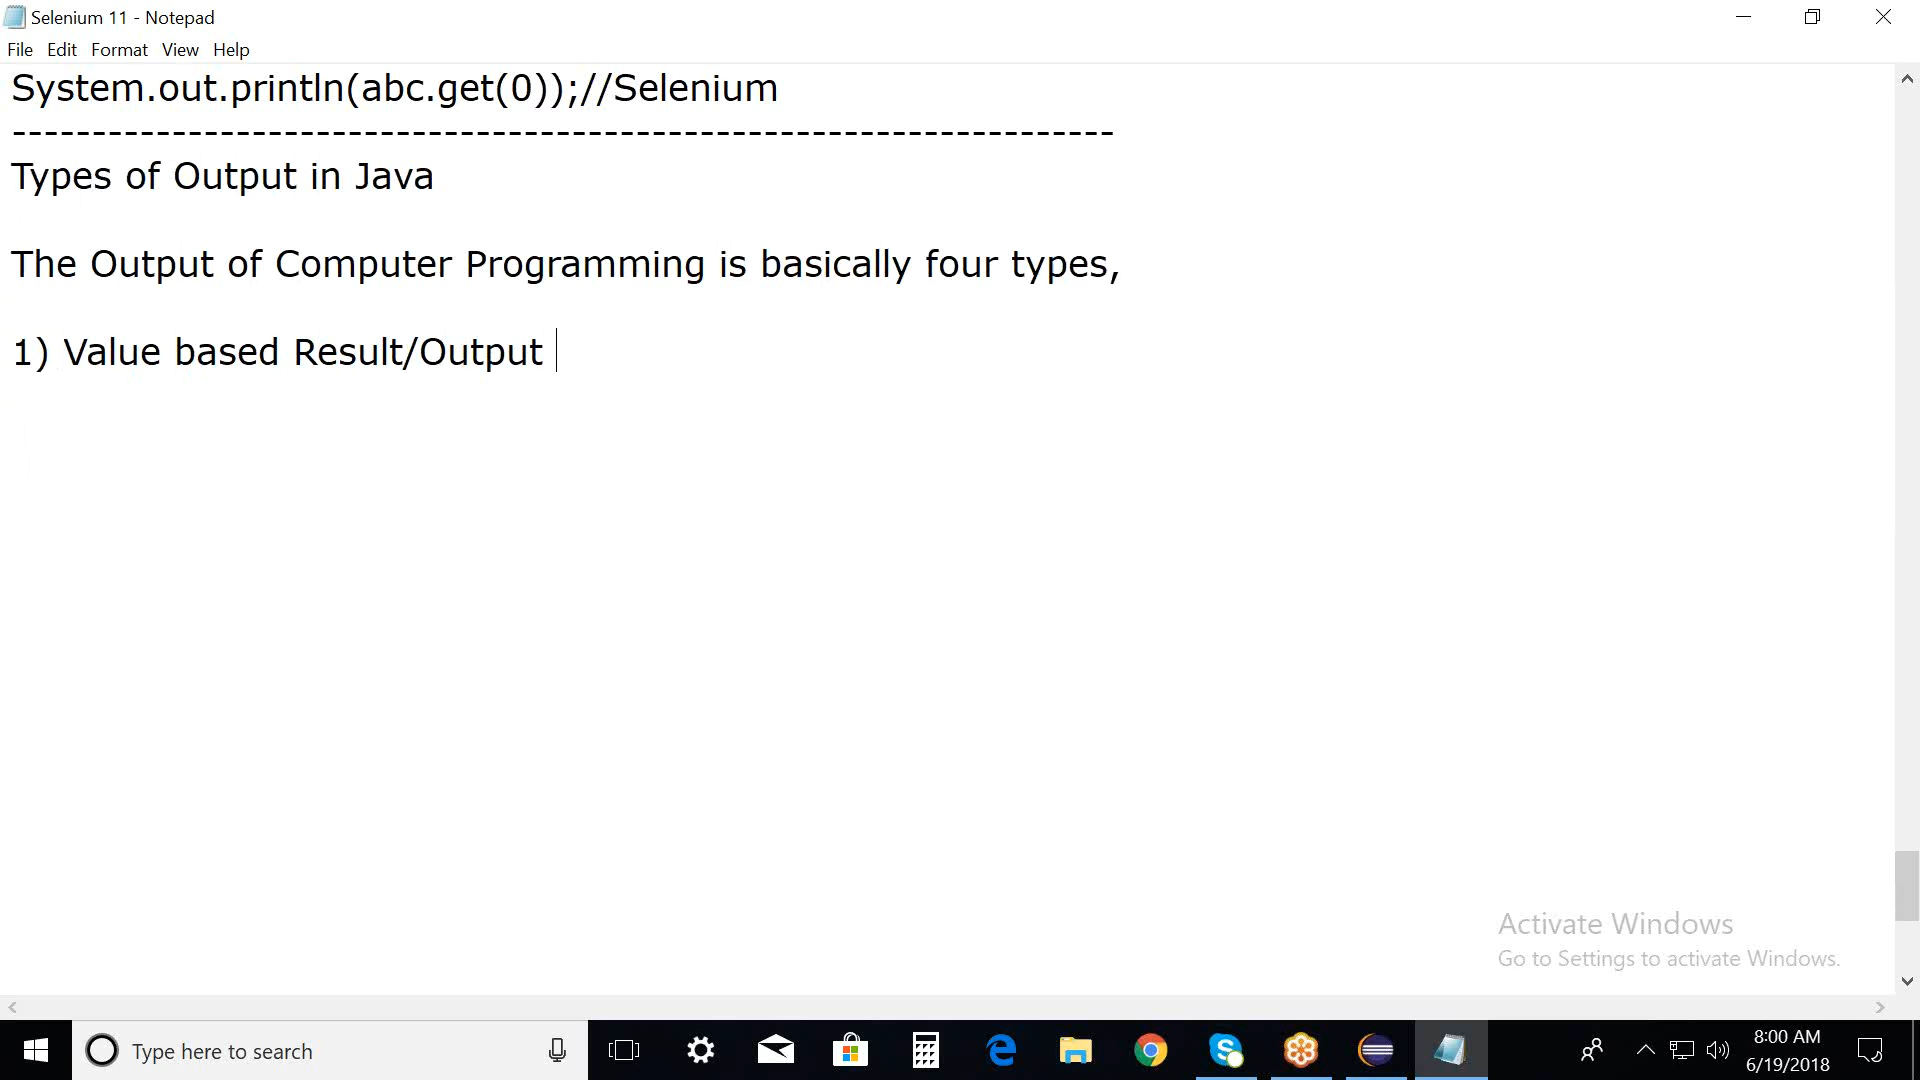 Selenium 11 - Notepad
File Edit Format View Help
System.out.println(abc.get(0));//Selenium
---------------------------------------------------------------------
Types of Output in Java
The Output of Computer Programming is basically four types,
1) Value based Result/Output
Activate Windows
Go to Settings to activate Windows.
Type here to search
8:00 AM
6/19/2018